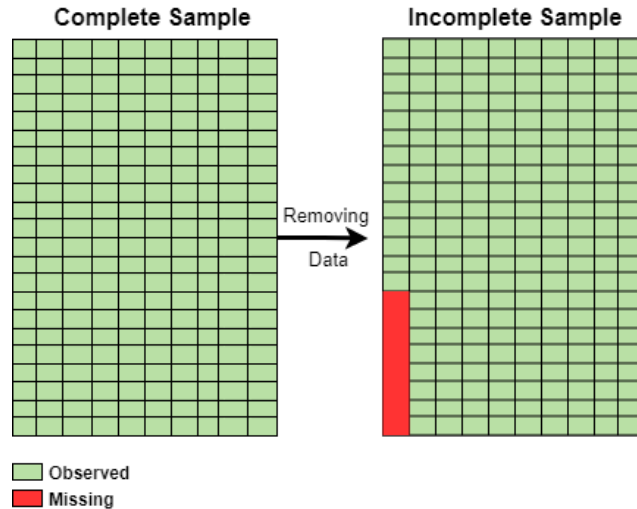 Complete Sample
Incomplete Sample
Removing
Data
Observed
Missing